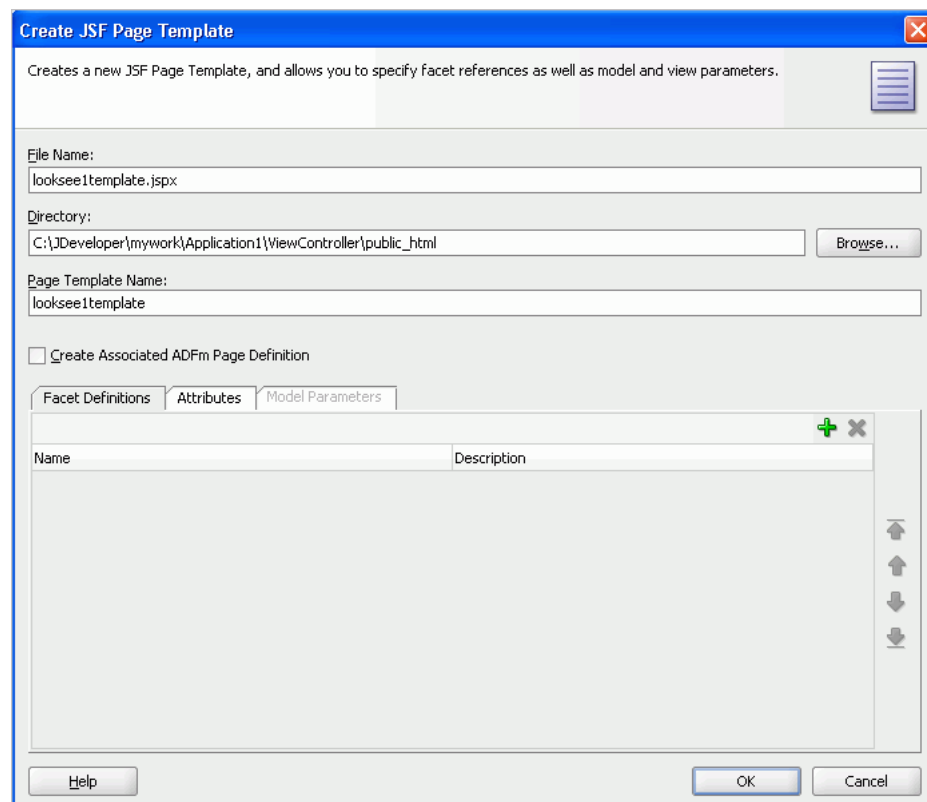 Create JSF Page Template
Creates a new JSF Page Template, and allows you to specify facet references as well as model and view parameters.
File Name:
looksee1template.jspx
Directory:
C:\JDeveloper\mywork\Application1\ViewController\public_html
Browse...
Page Template Name:
looksee1template
Create Associated ADFm Page Definition
Facet Definitions Attributes Model Parameters
Name Description
Help OK Cancel